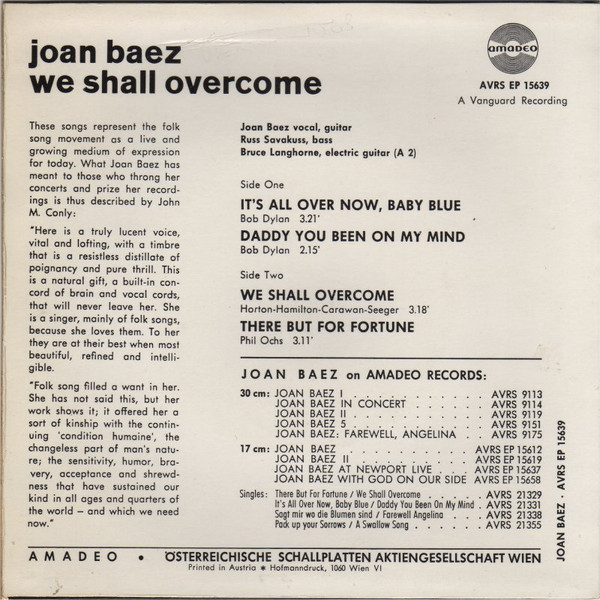 joan baez
we shall overcome
amadeo
AVRS EP 15639
A Vanguard Recording
These songs represent the folk
song movement as a live and
growing medium of expression
for today. What Joan Baez has
meant to those who throng her
concerts and prize her record-
ings is thus described by John
M. Conly:
"Here is a truly lucent voice,
vital and lofting, with a timbre
that is a resistless distillate of
poignancy and pure thrill. This
is a natural gift, a built-in con-
cord of brain and vocal cords,
that will never leave her. She
is a singer, mainly of folk songs,
because she loves them. To her
they are at their best when most
beautiful, refined and intelli-
gible.
"Folk song filled a want in her.
She has not said this, but her
work shows it; it offered her a
sort of kinship with the contin-
uing 'condition humaine', the
changeless part of man's natu-
re; the sensitivity, humor, bra-
very, acceptance and shrewd-
ness that have sustained our
kind in all ages and quarters of
the world – and which we need
now."
Joan Baez vocal, guitar
Russ Savakuss, bass
Bruce Langhorne, electric guitar (A 2)
Side One
IT'S ALL OVER NOW, BABY BLUE
Bob Dylan 3.21'
DADDY YOU BEEN ON MY MIND
Bob Dylan 2.15'
Side Two
WE SHALL OVERCOME
Horton-Hamilton-Carawan-Seeger 3.18'
THERE BUT FOR FORTUNE
Phil Ochs 3.11'
JOAN BAEZ on AMADEO RECORDS:
30 cm: JOAN BAEZ I . . . . . . . . . . . AVRS 9113
JOAN BAEZ IN CONCERT . . . . . . AVRS 9114
JOAN BAEZ II . . . . . . . . . . . AVRS 9119
JOAN BAEZ 5 . . . . . . . . . . . AVRS 9151
JOAN BAEZ: FAREWELL, ANGELINA . . AVRS 9175
17 cm: JOAN BAEZ . . . . . . . . . . . AVRS EP 15612
JOAN BAEZ II . . . . . . . . . . AVRS EP 15619
JOAN BAEZ AT NEWPORT LIVE . . . AVRS EP 15637
JOAN BAEZ WITH GOD ON OUR SIDE AVRS EP 15658
Singles: There But For Fortune / We Shall Overcome . . . . . AVRS 21329
It's All Over Now, Baby Blue / Daddy You Been On My Mind . AVRS 21331
Sagt mir wo die Blumen sind / Farewell Angelina . . . . AVRS 21338
Pack up your Sorrows / A Swallow Song . . . . . . AVRS 21355
JOAN BAEZ · AVRS EP 15639
AMADEO • ÖSTERREICHISCHE SCHALLPLATTEN AKTIENGESELLSCHAFT WIEN
Printed in Austria * Hofmanndruck, 1060 Wien VI